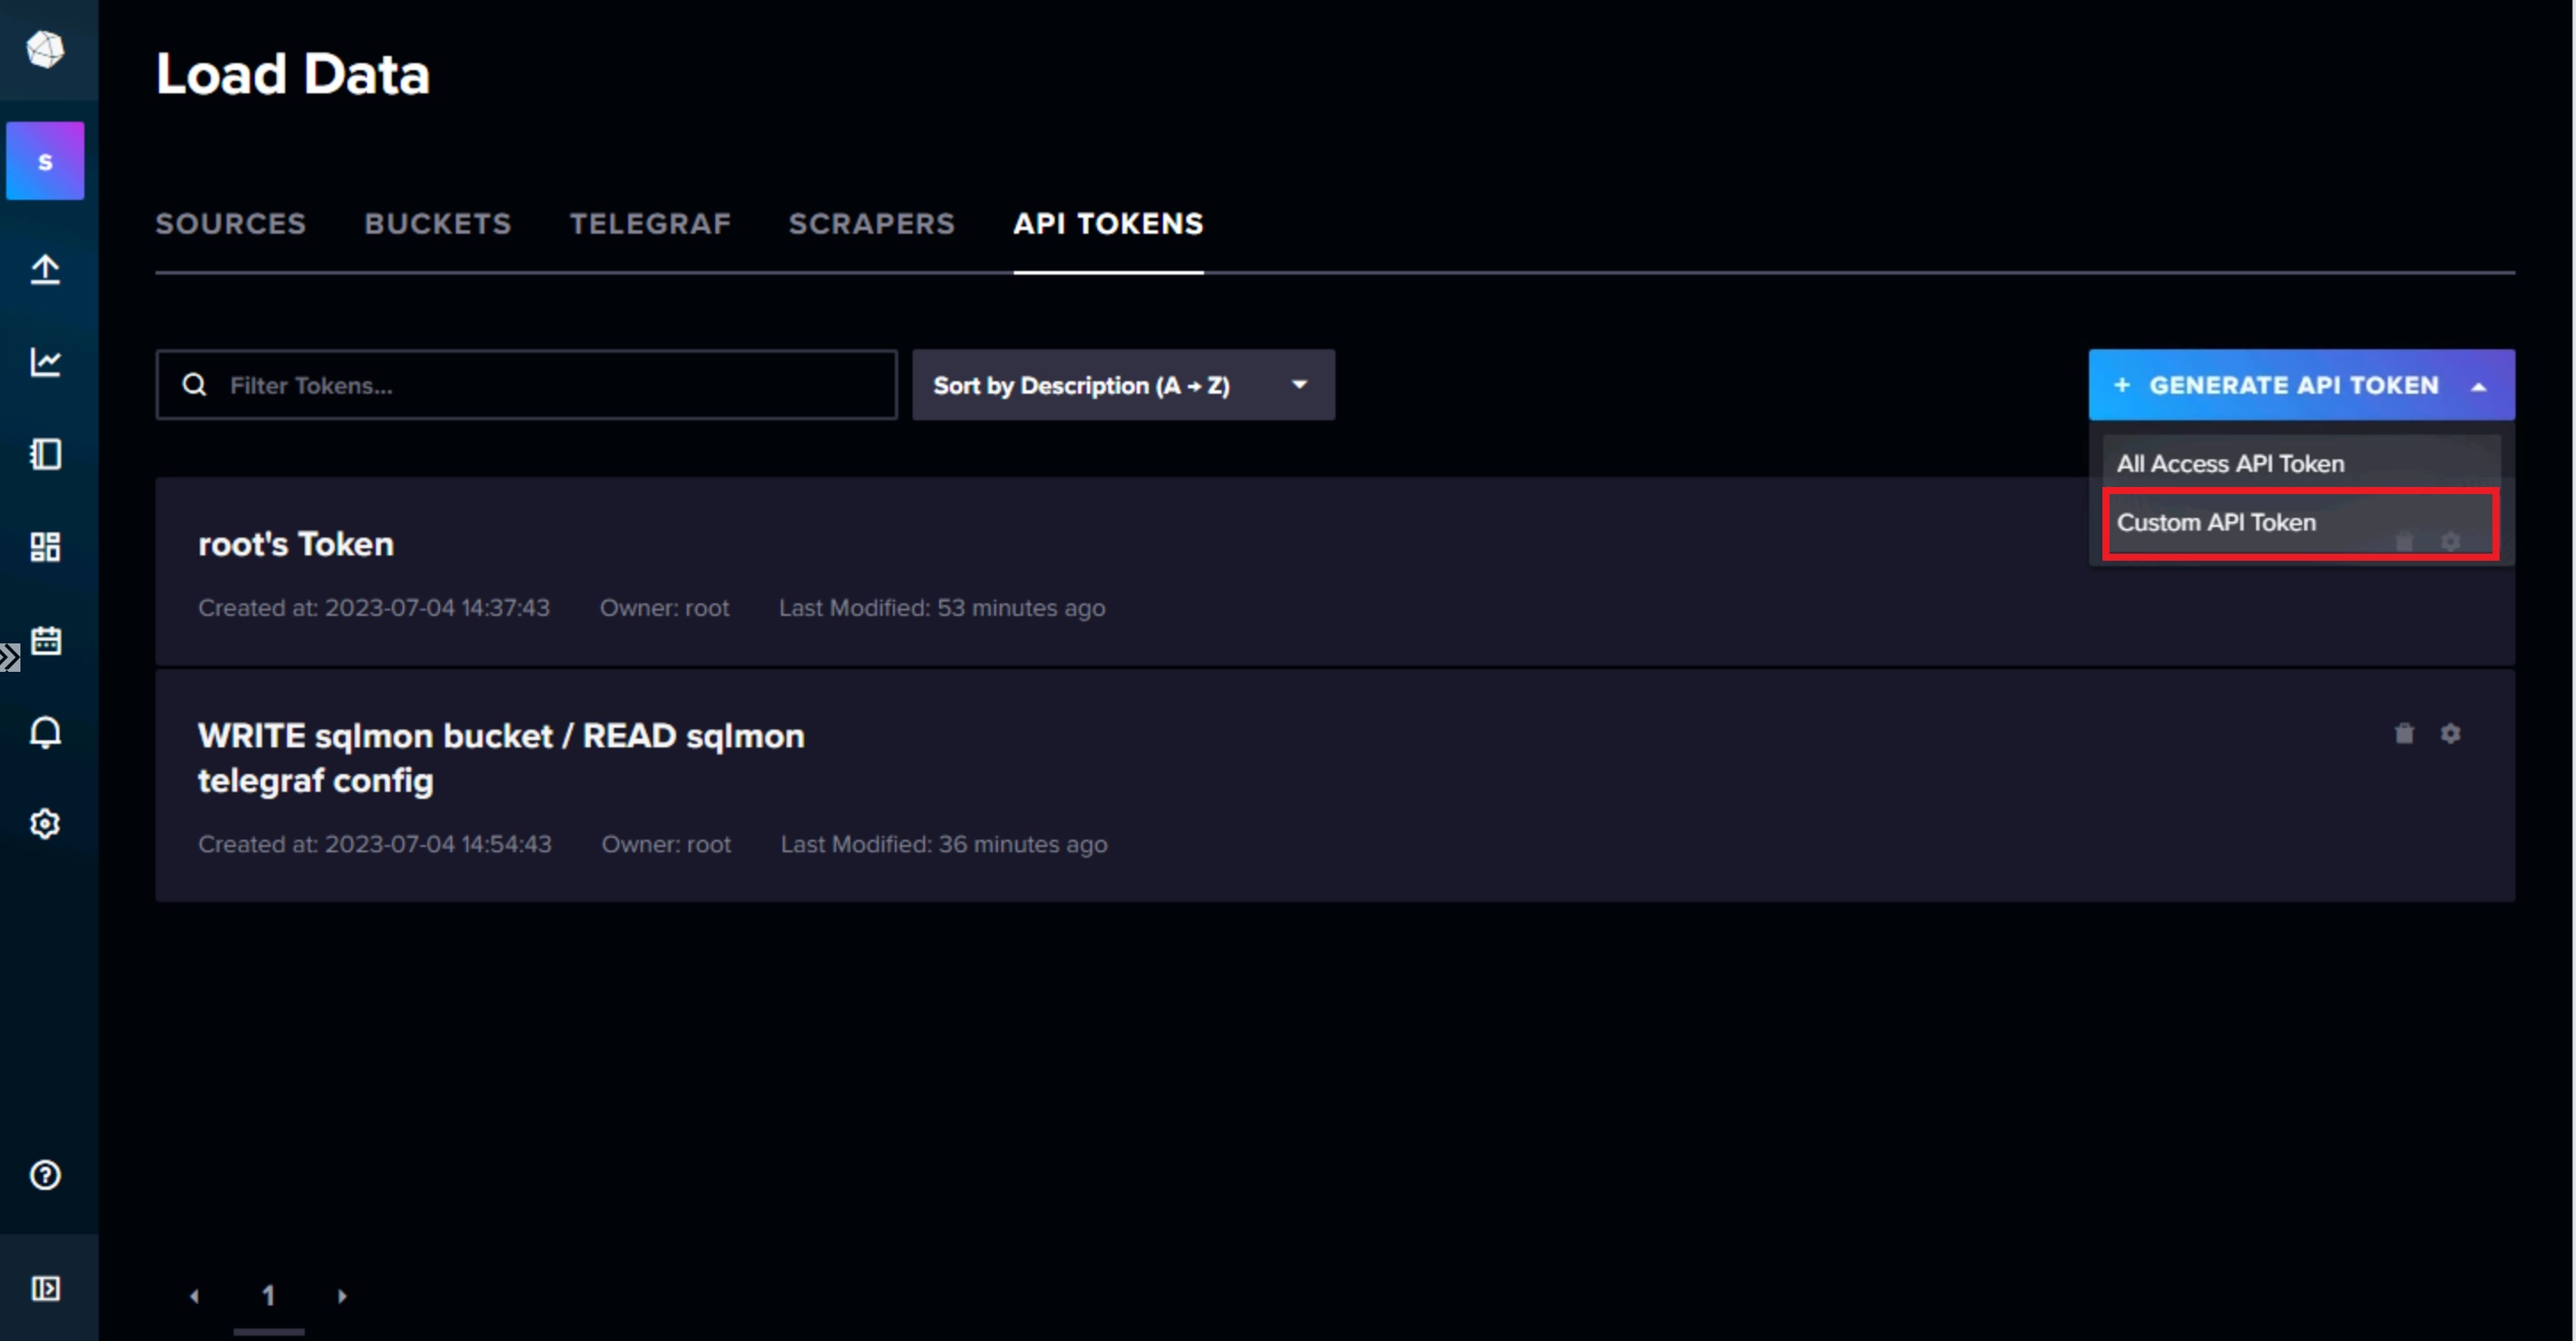 Load Data
S
SOURCES BUCKETS TELEGRAF SCRAPERS API TOKENS
Filter Tokens...
Sort by Description (A → Z)
+ GENERATE API TOKEN
All Access API Token
Custom API Token
root's Token
Created at: 2023-07-04 14:37:43 Owner: root Last Modified: 53 minutes ago
WRITE sqlmon bucket / READ sqlmon
telegraf config
Created at: 2023-07-04 14:54:43 Owner: root Last Modified: 36 minutes ago
1